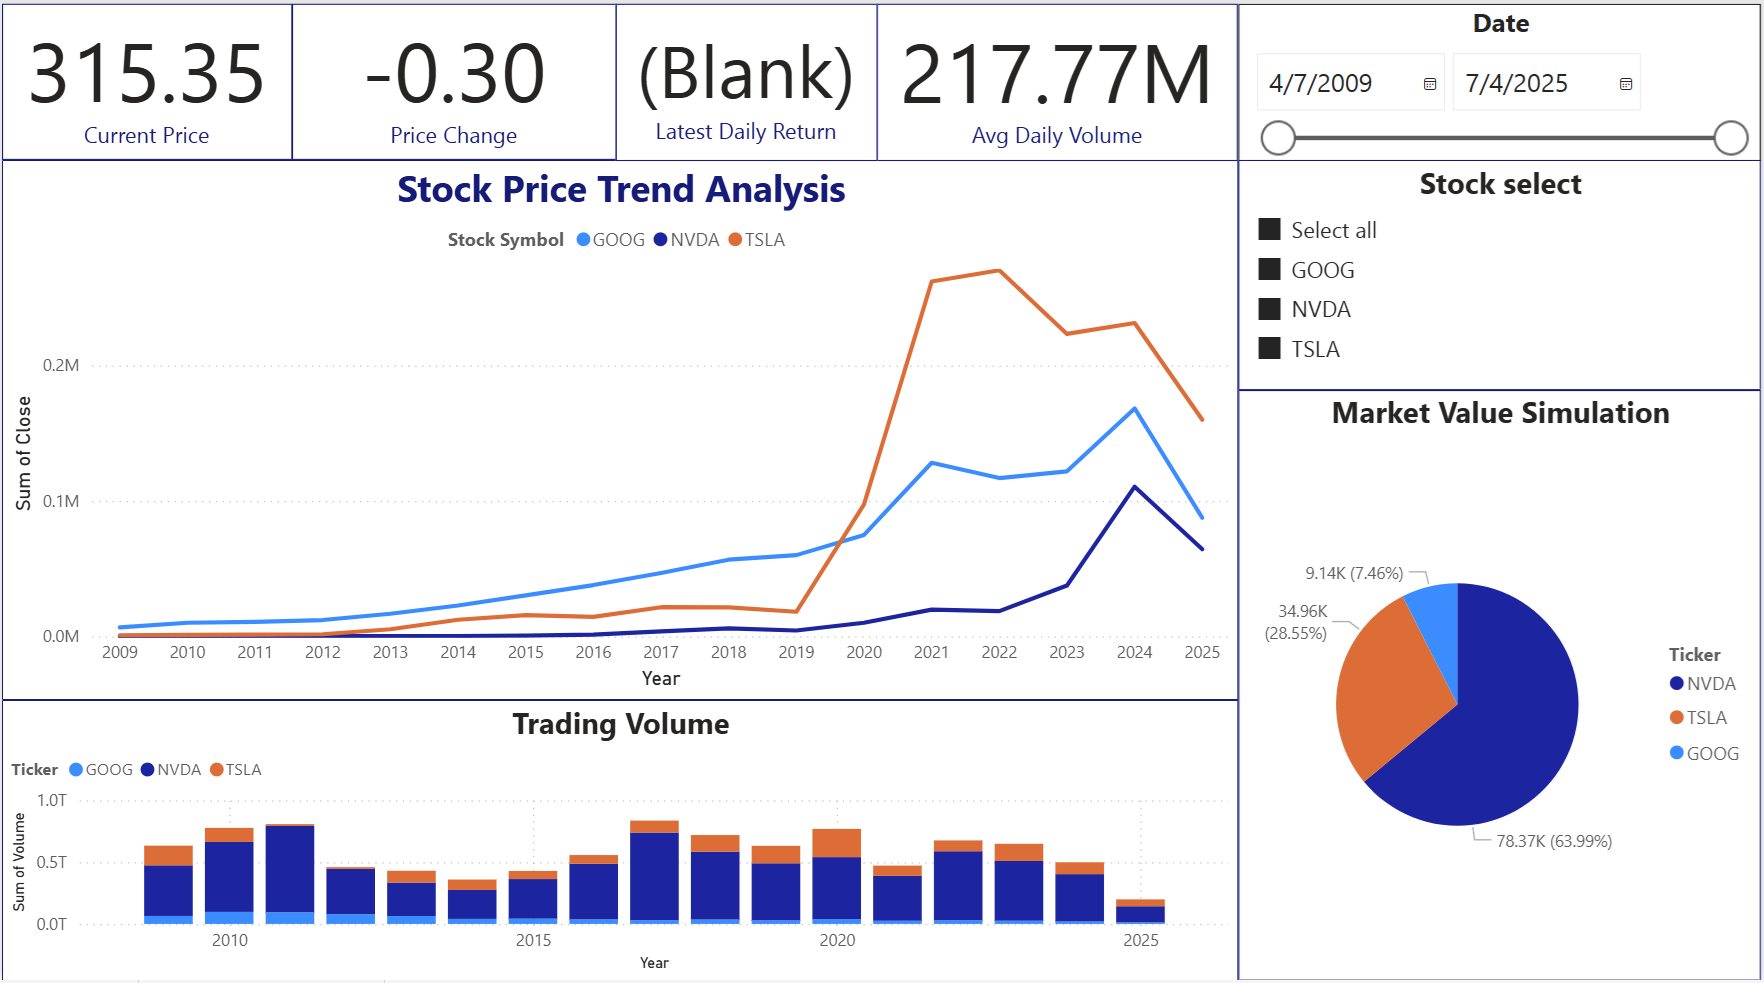 315.35
Current Price
-0.30
Price Change
(Blank)
Latest Daily Return
217.77M
Avg Daily Volume
Date
4/7/2009
7/4/2025
Stock Price Trend Analysis
Stock Symbol GOOG NVDA TSLA
Sum of Close
0.2M
0.1M
0.0M
2009 2010 2011 2012 2013 2014 2015 2016 2017 2018 2019 2020 2021 2022 2023 2024 2025
Year
Stock select
Select all
GOOG
NVDA
TSLA
Market Value Simulation
9.14K (7.46%)
34.96K
(28.55%)
78.37K (63.99%)
Ticker
NVDA
TSLA
GOOG
Trading Volume
Ticker GOOG NVDA TSLA
Sum of Volume
1.0T
0.5T
0.0T
2010 2015 2020 2025
Year